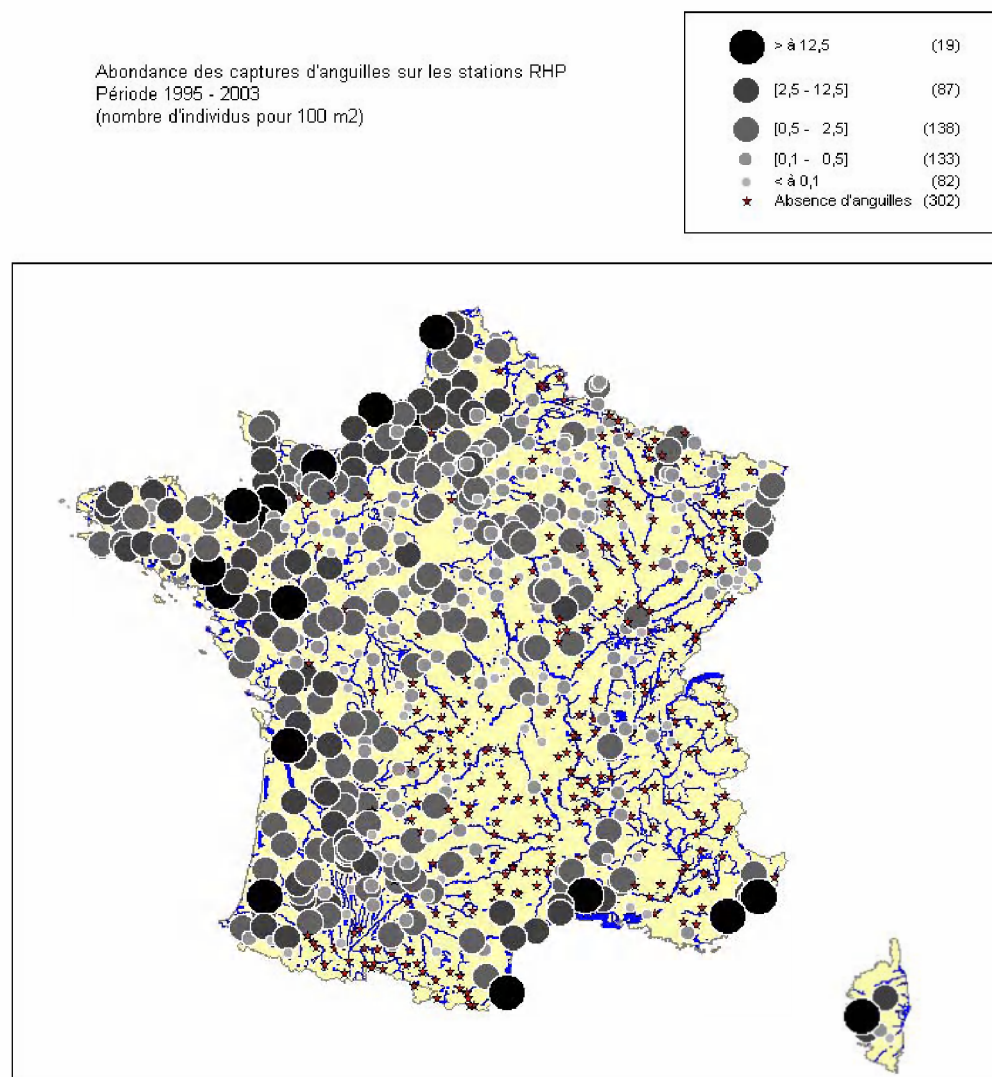 Abondance des captures d'anguilles sur les stations RHP
Période 1995 - 2003
(nombre d'individus pour 100 m2)
> à 12,5 (19)
[2,5 - 12,5] (87)
[0,5 - 2,5] (138)
[0,1 - 0,5] (133)
< à 0,1 (82)
Absence d'anguilles (302)